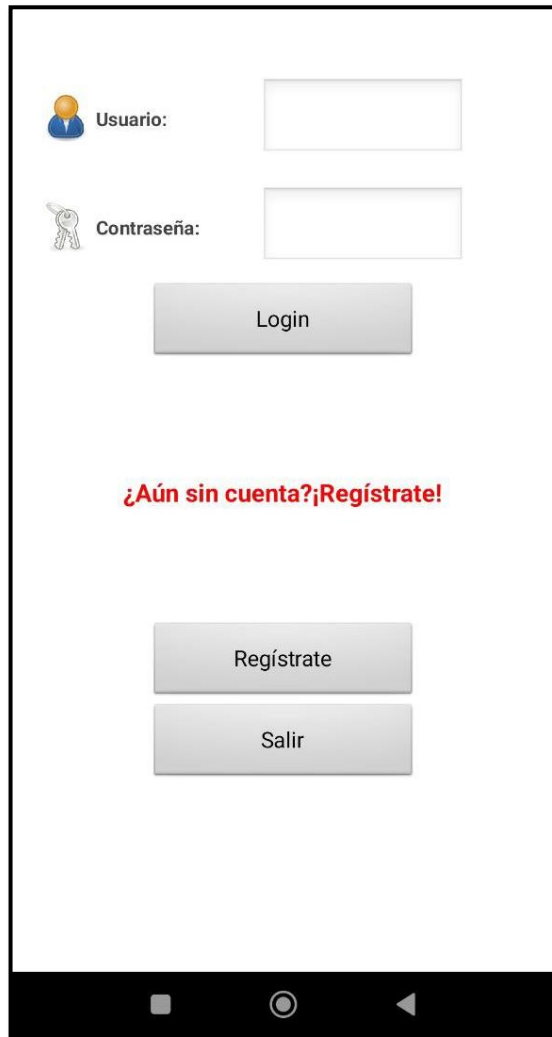 Usuario:
Contraseña:
Login
¿Aún sin cuenta?¡Regístrate!
Regístrate
Salir